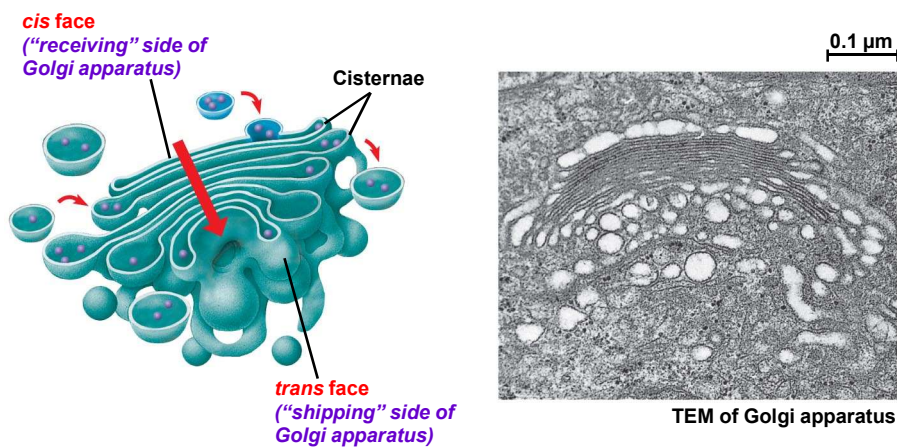 cis face
(“receiving” side of
Golgi apparatus)
Cisternae
0.1 µm
trans face
(“shipping” side of
Golgi apparatus)
TEM of Golgi apparatus